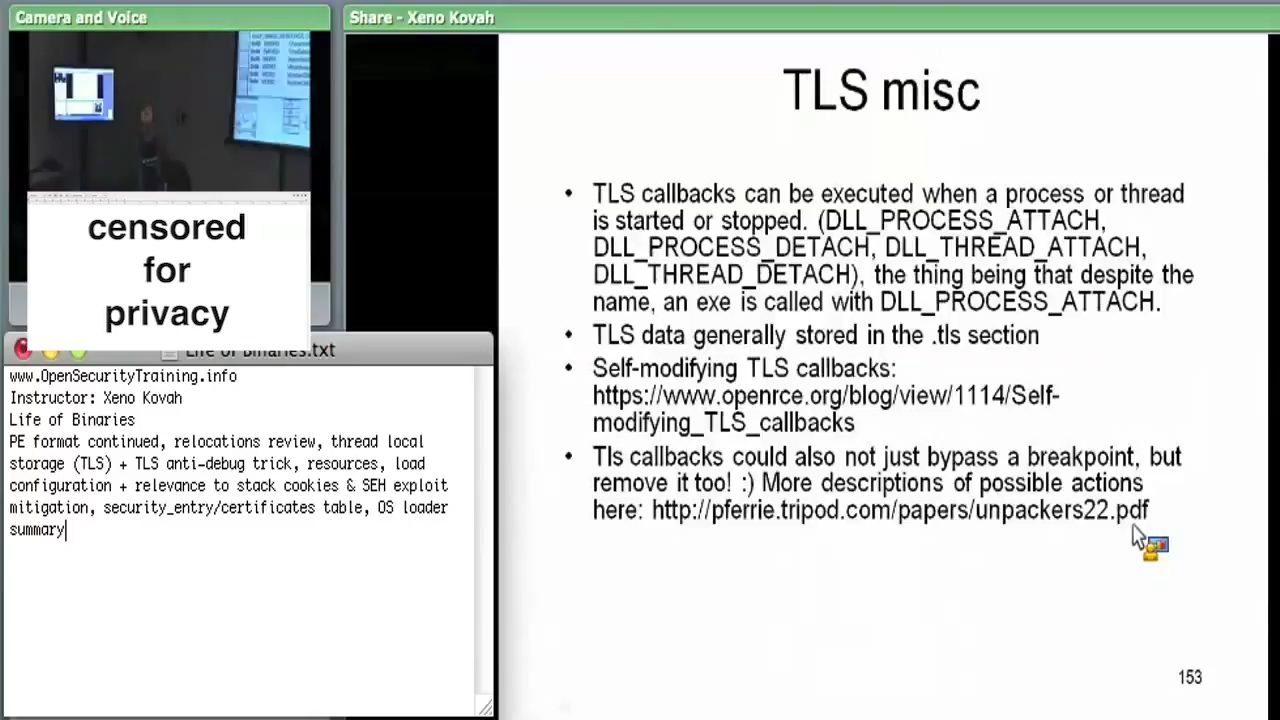 Camera and Voice
Share - Xeno Kovah
censored
for
privacy
Life of Binaries.txt
www.OpenSecurityTraining.info
Instructor: Xeno Kovah
Life of Binaries
PE format continued, relocations review, thread local
storage (TLS) + TLS anti-debug trick, resources, load
configuration + relevance to stack cookies & SEH exploit
mitigation, security_entry/certificates table, OS loader
summary
TLS misc
• TLS callbacks can be executed when a process or thread
is started or stopped. (DLL_PROCESS_ATTACH,
DLL_PROCESS_DETACH, DLL_THREAD_ATTACH,
DLL_THREAD_DETACH), the thing being that despite the
name, an exe is called with DLL_PROCESS_ATTACH.
• TLS data generally stored in the .tls section
• Self-modifying TLS callbacks:
https://www.openrce.org/blog/view/1114/Self-
modifying_TLS_callbacks
• Tls callbacks could also not just bypass a breakpoint, but
remove it too! :) More descriptions of possible actions
here: http://pferrie.tripod.com/papers/unpackers22.pdf
153